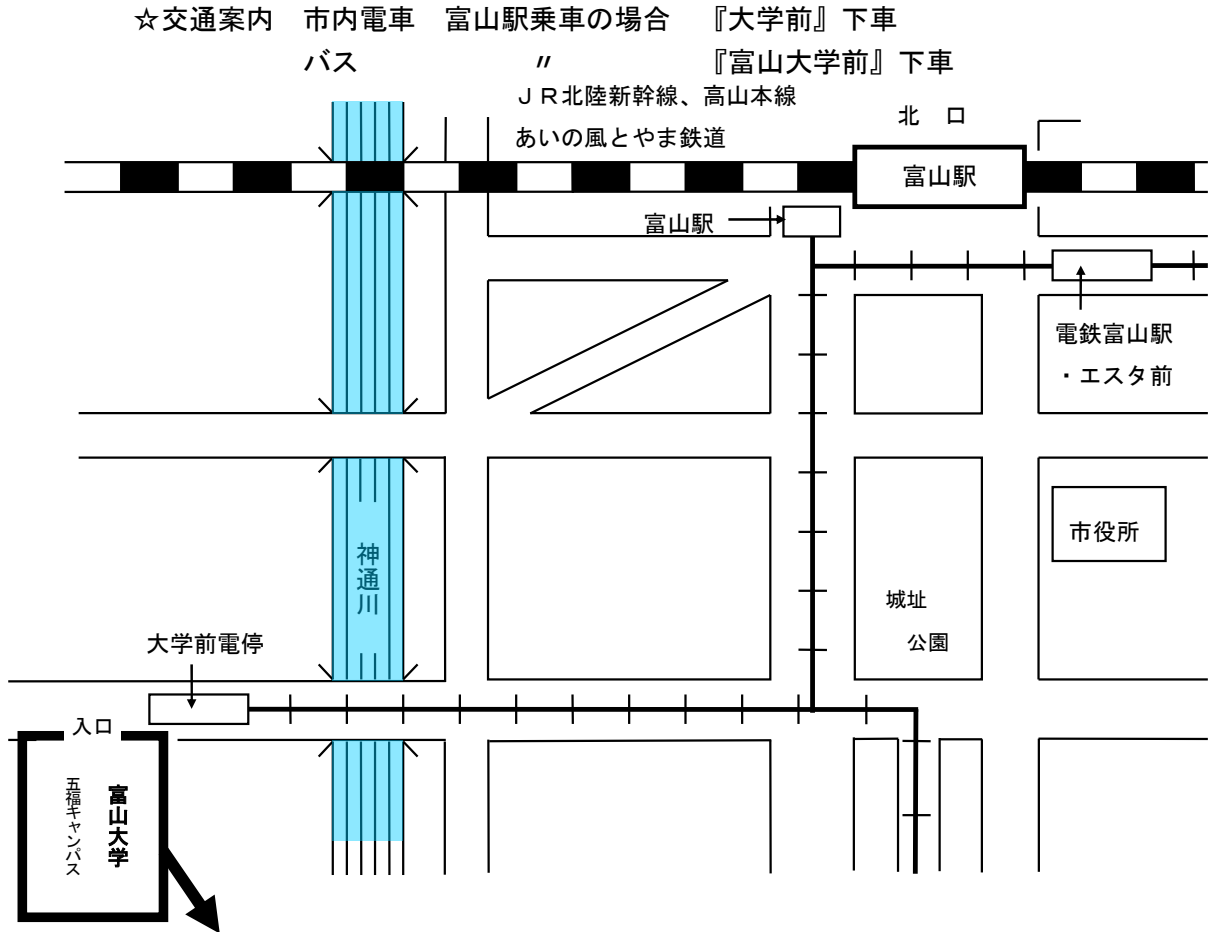 ☆交通案内　市内電車　富山駅乗車の場合　『大学前』下車
バス　〃　『富山大学前』下車
ＪＲ北陸新幹線、高山本線
あいの風とやま鉄道
北　口
富山駅
富山駅
電鉄富山駅
・エスタ前
市役所
神通川
城址
公園
大学前電停
入口
富山大学
五福キャンパス